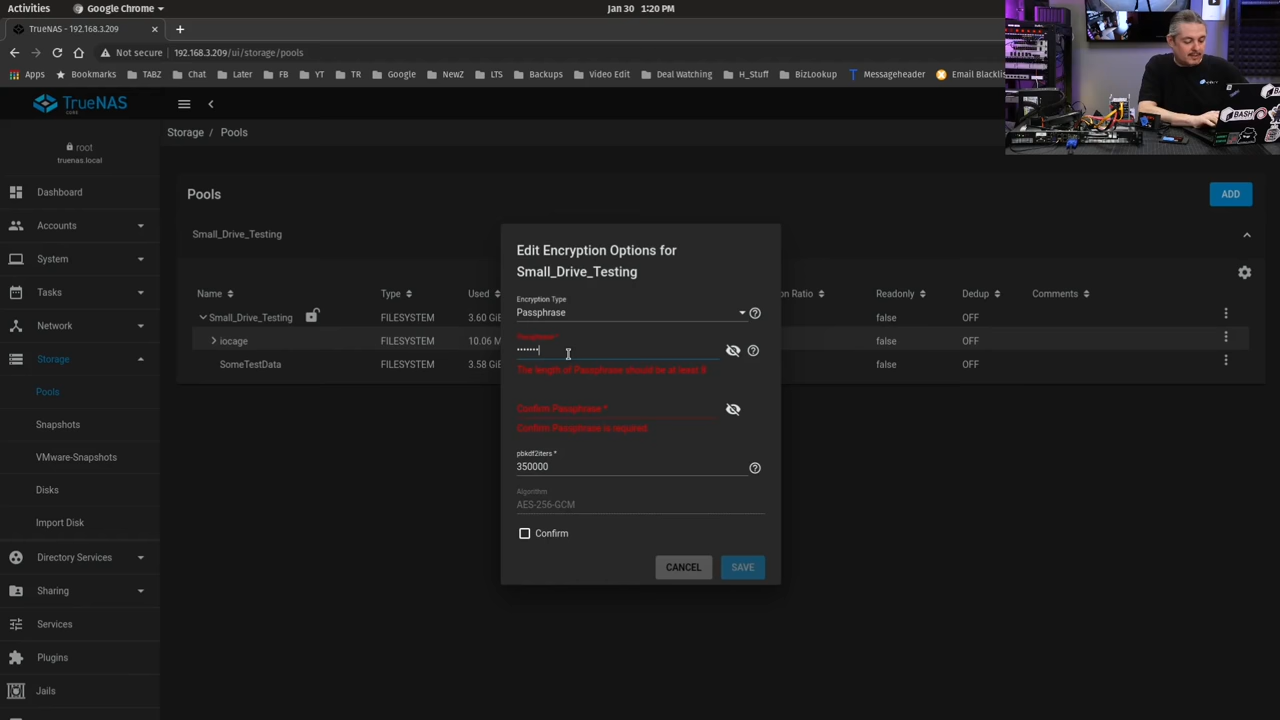 Activities
Google Chrome
Jan 30 1:20 PM
TrueNAS - 192.168.3.209
Not secure 192.168.3.209/ui/storage/pools
Apps Bookmarks TABZ Chat Later FB YT TR Google NewZ LTS Backups Video Edit Deal Watching H_Stuff BizLookup Messageheader Email Blacklis
TrueNAS
CORE
Storage / Pools
root
truenas.local
Dashboard
Accounts
System
Tasks
Network
Storage
Pools
Snapshots
VMware-Snapshots
Disks
Import Disk
Directory Services
Sharing
Services
Plugins
Jails
Pools
ADD
Small_Drive_Testing
Name Type Used n Ratio Readonly Dedup Comments
Small_Drive_Testing FILESYSTEM 3.60 GiB false OFF
iocage FILESYSTEM 10.06 M false OFF
SomeTestData FILESYSTEM 3.58 GiB false OFF
Edit Encryption Options for
Small_Drive_Testing
Encryption Type
Passphrase
Passphrase *
•••••••
The length of Passphrase should be at least 8
Confirm Passphrase *
Confirm Passphrase is required
pbkdf2iters *
350000
Algorithm
AES-256-GCM
Confirm
CANCEL
SAVE
BASH
BASH